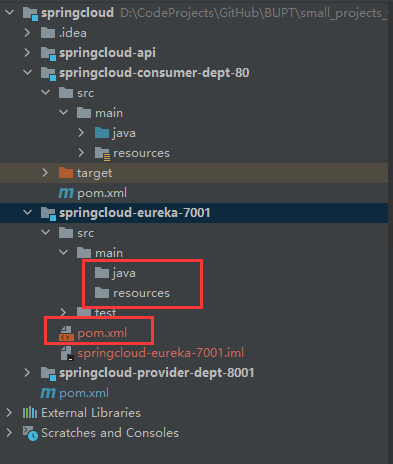 springcloud D:\CodeProjects\GitHub\BUPT\small_projects_
.idea
springcloud-api
springcloud-consumer-dept-80
src
main
java
resources
target
pom.xml
springcloud-eureka-7001
src
main
java
resources
test
pom.xml
springcloud-eureka-7001.iml
springcloud-provider-dept-8001
pom.xml
External Libraries
Scratches and Consoles